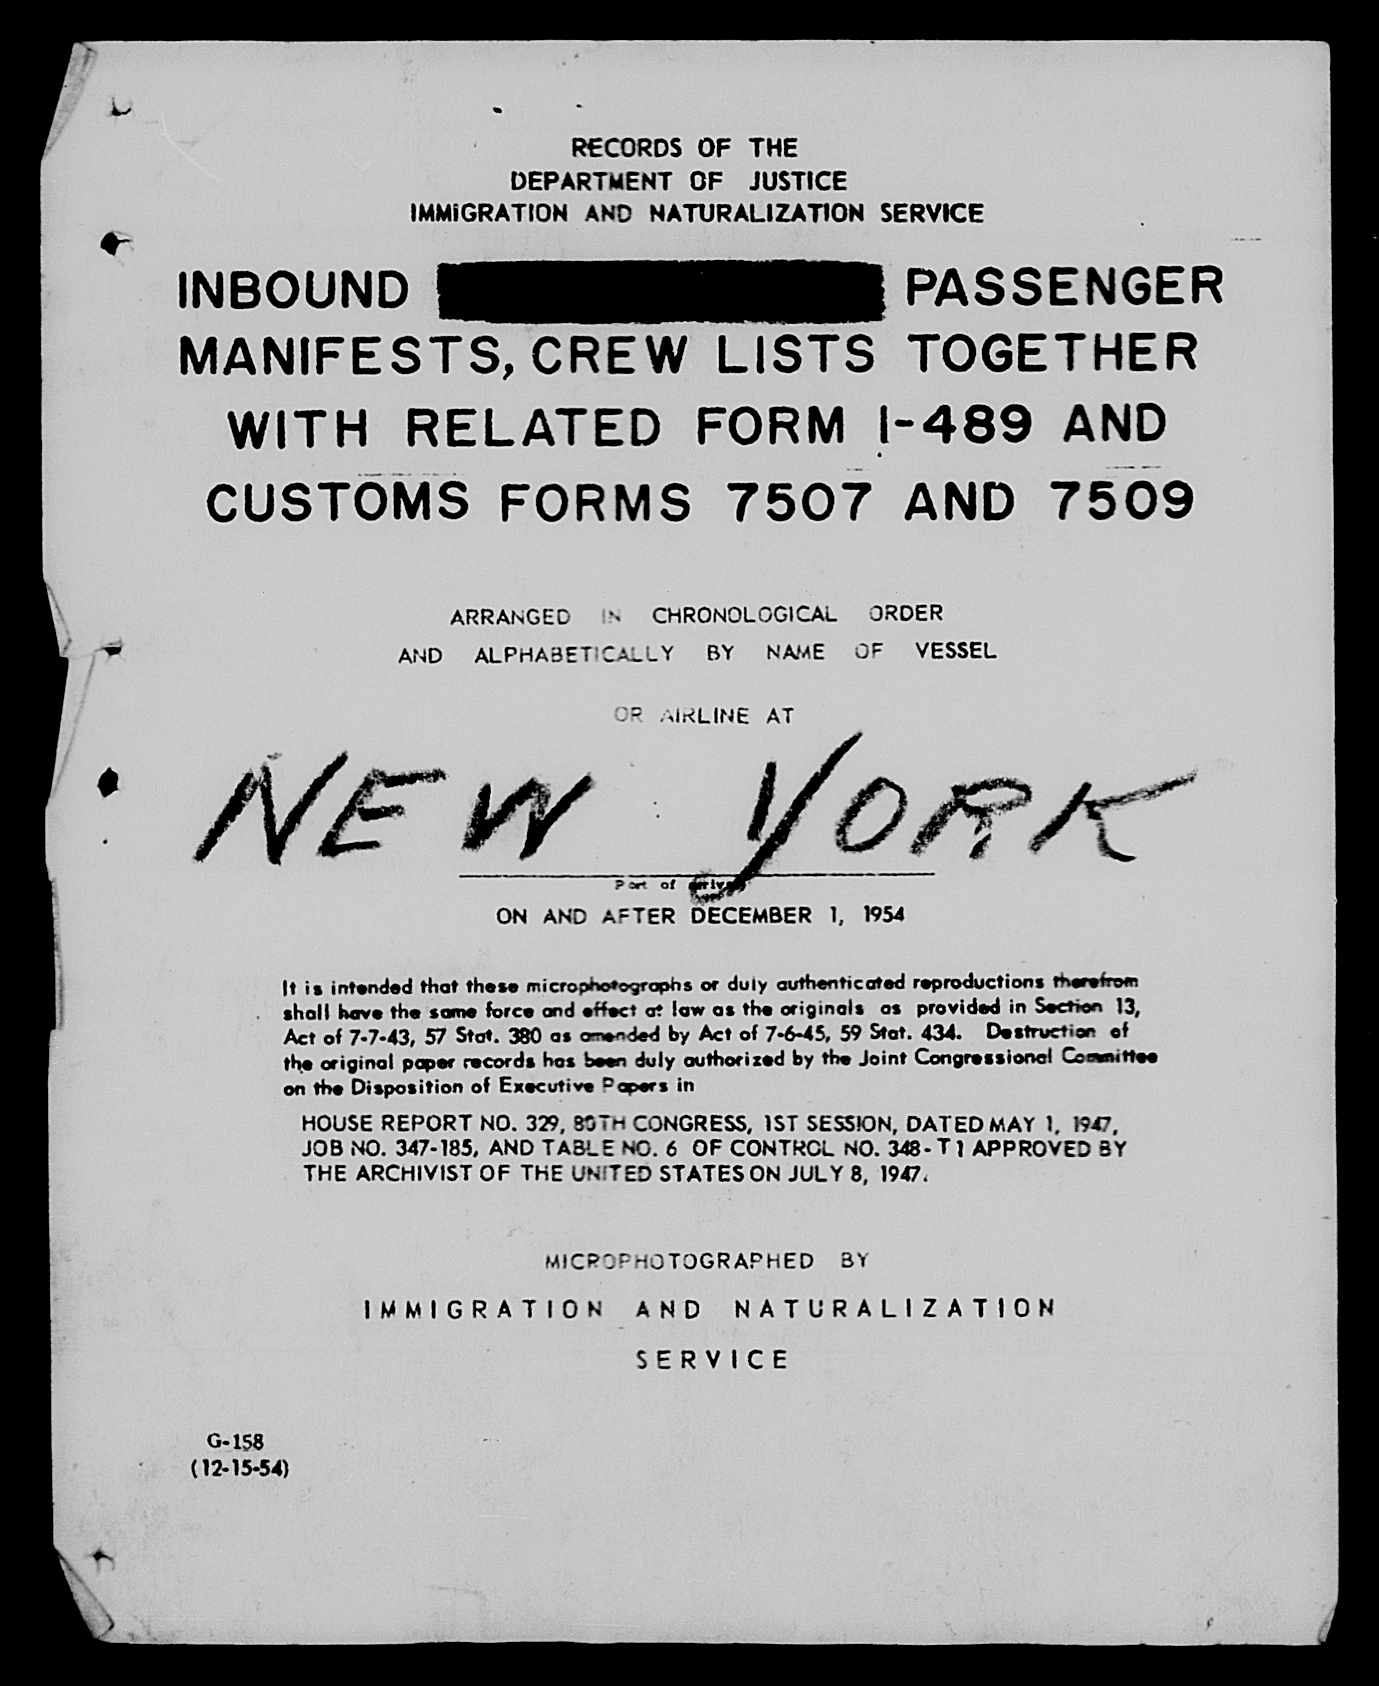 RECORDS OF THE
DEPARTMENT OF JUSTICE
IMMIGRATION AND NATURALIZATION SERVICE
INBOUND PASSENGER
MANIFESTS, CREW LISTS TOGETHER
WITH RELATED FORM I-489 AND
CUSTOMS FORMS 7507 AND 7509
ARRANGED IN CHRONOLOGICAL ORDER
AND ALPHABETICALLY BY NAME OF VESSEL
OR AIRLINE AT
NEW YORK
Port of arrival
ON AND AFTER DECEMBER 1, 1954
It is intended that these microphotographs or duly authenticated reproductions therefrom
shall have the same force and effect at law as the originals as provided in Section 13,
Act of 7-7-43, 57 Stat. 380 as amended by Act of 7-6-45, 59 Stat. 434. Destruction of
the original paper records has been duly authorized by the Joint Congressional Committee
on the Disposition of Executive Papers in
HOUSE REPORT NO. 329, 80TH CONGRESS, 1ST SESSION, DATED MAY 1, 1947,
JOB NO. 347-185, AND TABLE NO. 6 OF CONTROL NO. 348-T1 APPROVED BY
THE ARCHIVIST OF THE UNITED STATES ON JULY 8, 1947.
MICROPHOTOGRAPHED BY
IMMIGRATION AND NATURALIZATION
SERVICE
G-158
(12-15-54)